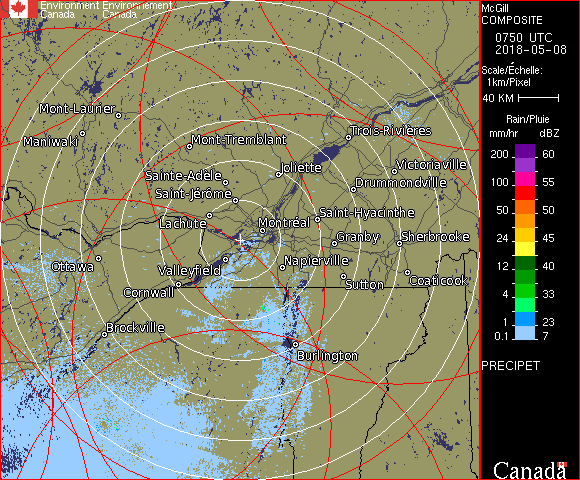 Environment Environnement
Canada Canada
McGill
COMPOSITE
0750 UTC
2018-05-08
Scale/Échelle:
1km/Pixel
40 KM
Rain/Pluie
mm/hr dBZ
200 60
100 55
50 50
24 45
12 40
4 33
1 23
0.1 7
PRECIPET
Canada
Mont-Laurier
Maniwaki
Mont-Tremblant
Trois-Rivières
Joliette
Victoriaville
Sainte-Adèle
Drummondville
Saint-Jérôme
Lachute
Saint-Hyacinthe
Montréal
Granby
Sherbrooke
Ottawa
Valleyfield
Napierville
Cornwall
Sutton
Coaticook
Brockville
Burlington